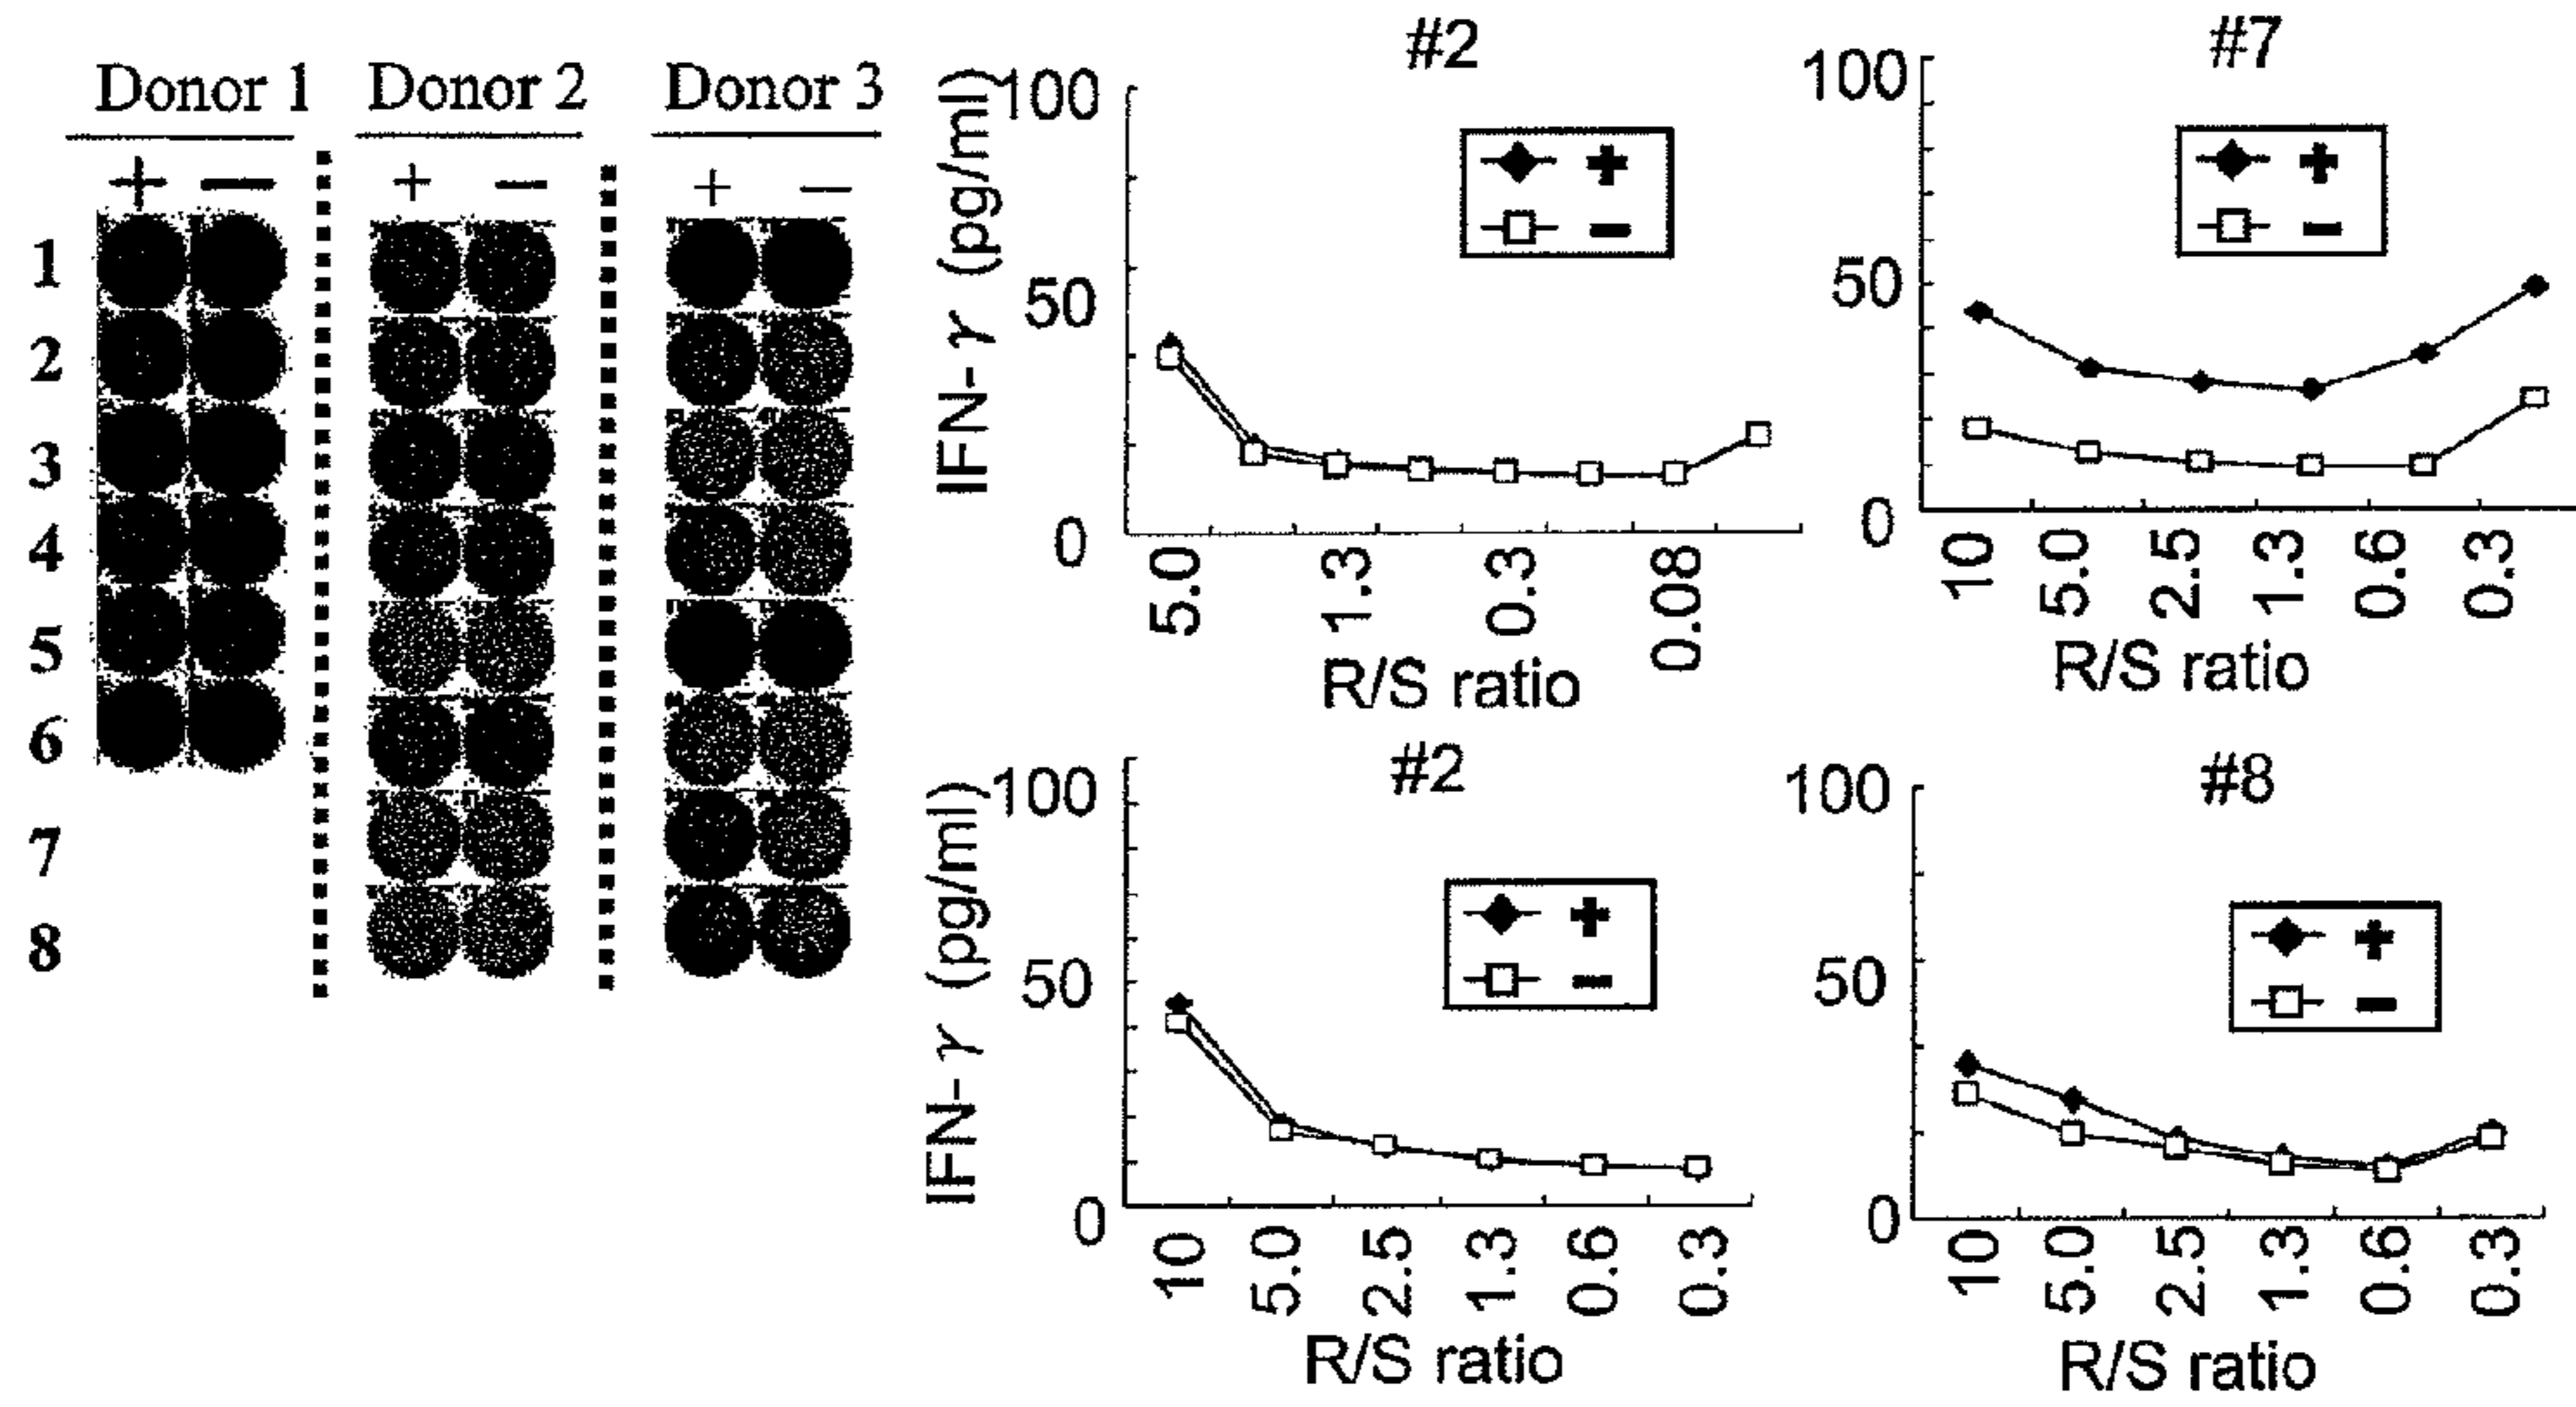 Donor 1 Donor 2 Donor 3
+ − + − + −
1
2
3
4
5
6
7
8
#2
IFN-γ (pg/ml)
100
50
0
+
−
5.0 1.3 0.3 0.08
R/S ratio
#7
100
50
0
+
−
10 5.0 2.5 1.3 0.6 0.3
R/S ratio
#2
IFN-γ (pg/ml)
100
50
0
+
−
10 5.0 2.5 1.3 0.6 0.3
R/S ratio
#8
100
50
0
+
−
10 5.0 2.5 1.3 0.6 0.3
R/S ratio